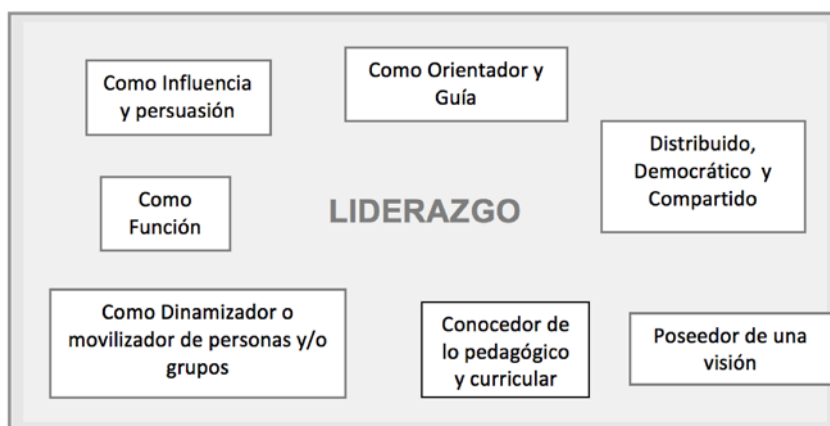 Como Influencia
y persuasión
Como Orientador y
Guía
Distribuido,
Democrático y
Compartido
Como
Función
LIDERAZGO
Como Dinamizador o
movilizador de personas y/o
grupos
Conocedor de
lo pedagógico
y curricular
Poseedor de una
visión